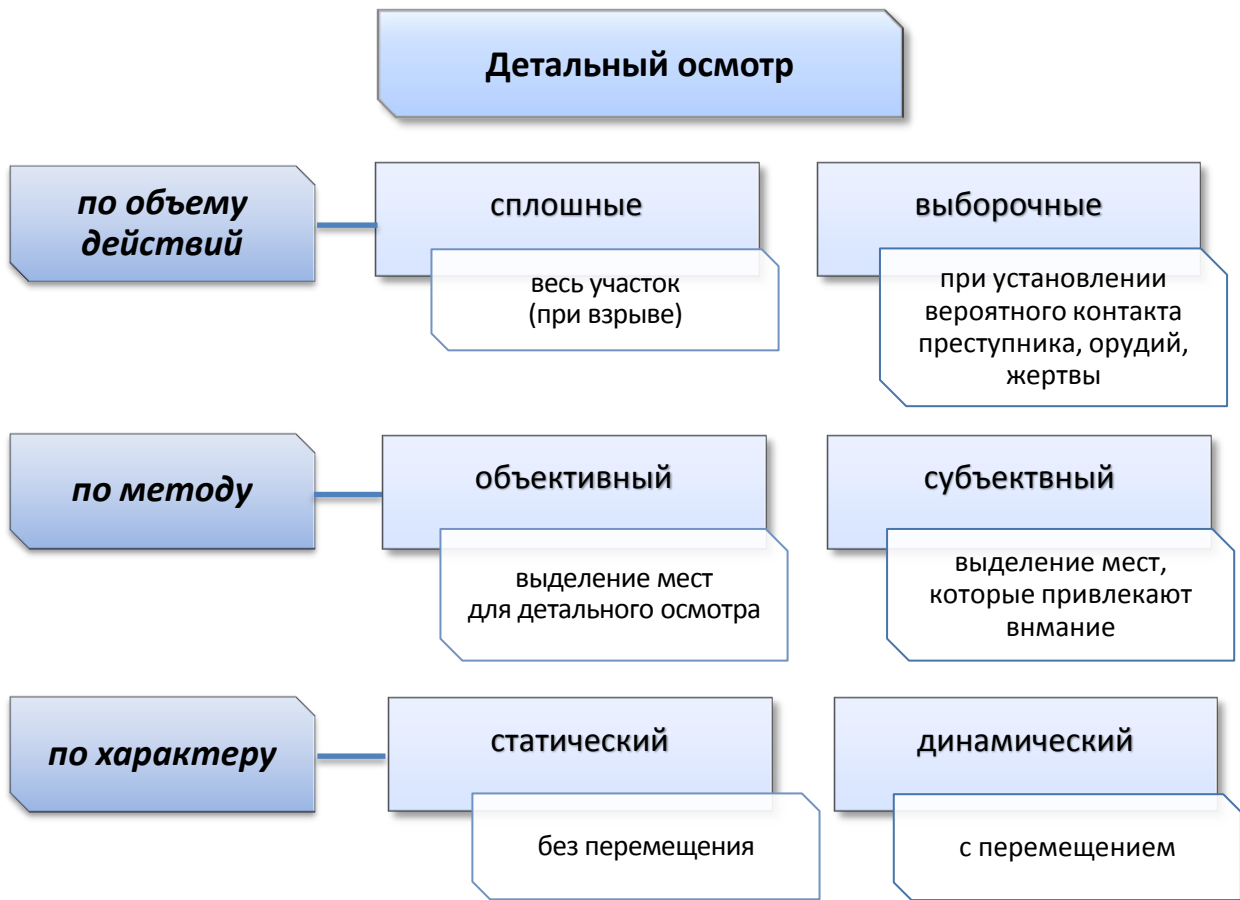 Детальный осмотр
по объему
действий
сплошные
весь участок
(при взрыве)
выборочные
при установлении
вероятного контакта
преступника, орудий,
жертвы
по методу
объективный
выделение мест
для детального осмотра
субъектвный
выделение мест,
которые привлекают
внмание
по характеру
статический
без перемещения
динамический
с перемещением